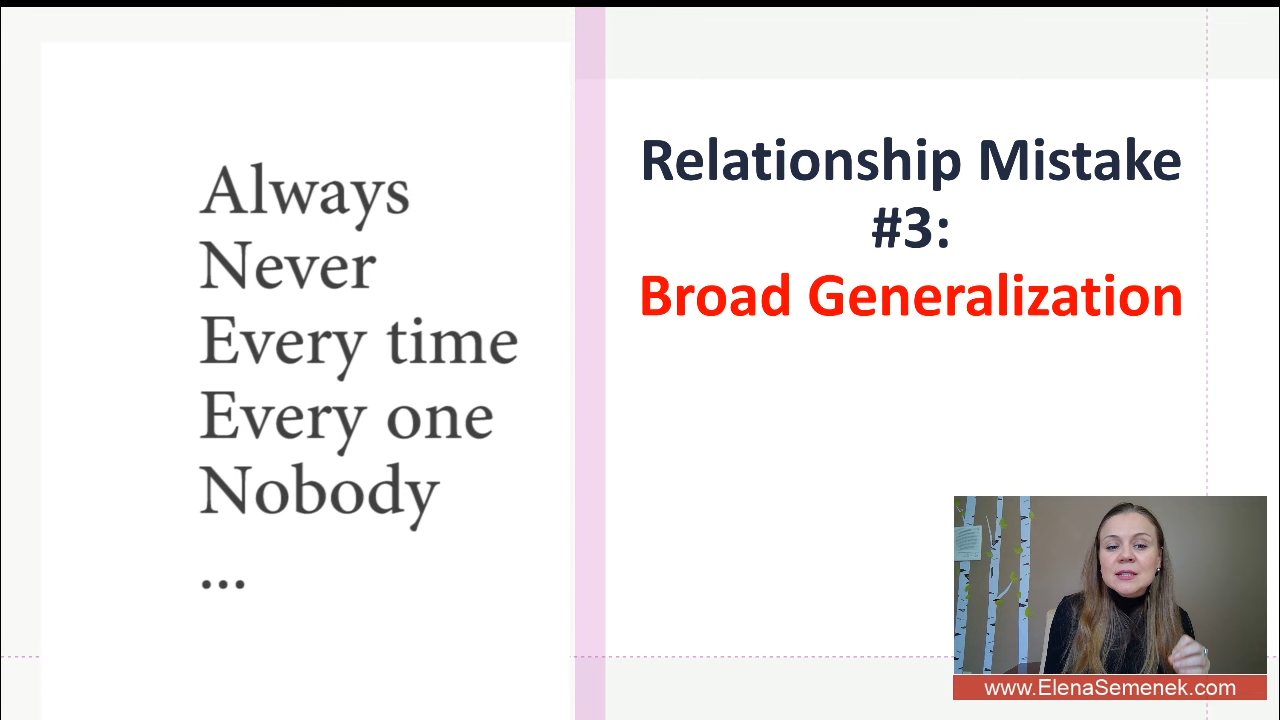 Always
Never
Every time
Every one
Nobody
...
Relationship Mistake
#3:
Broad Generalization
www.ElenaSemenek.com